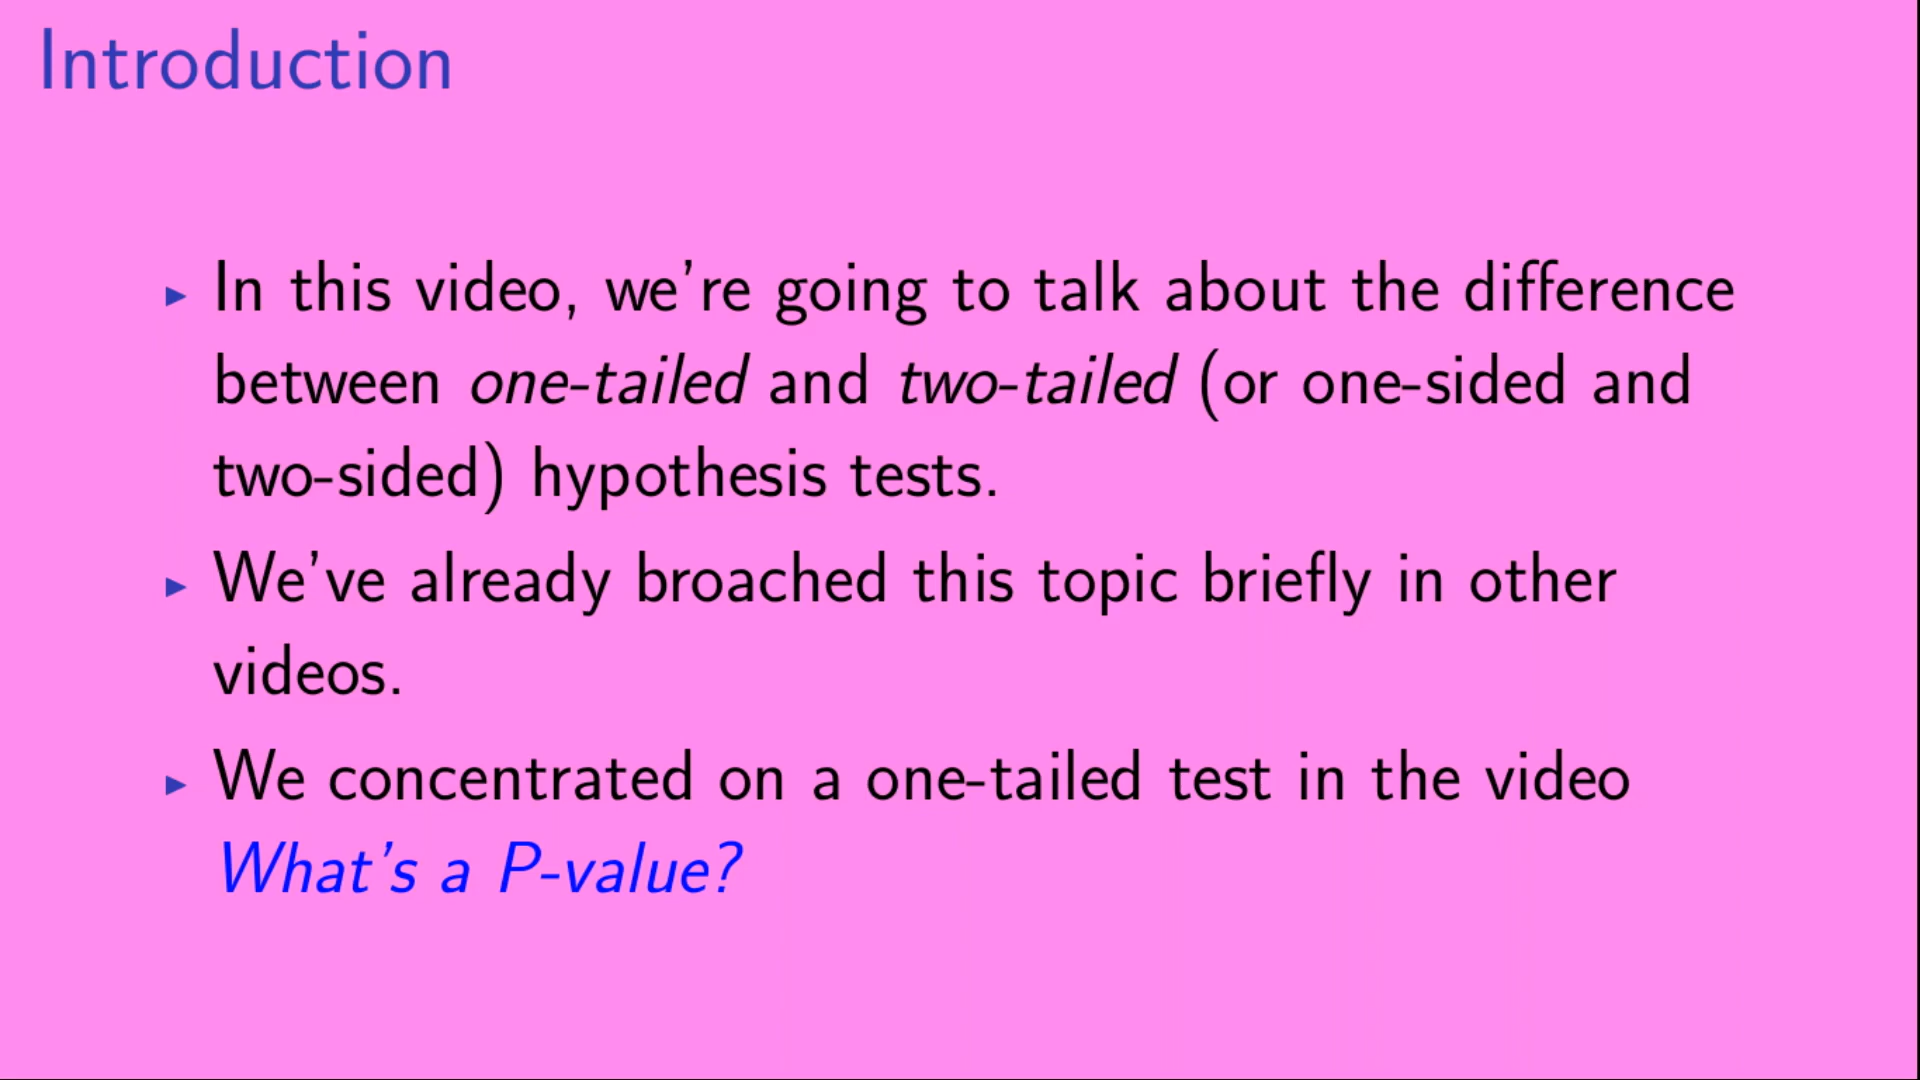 Introduction
▶ In this video, we're going to talk about the difference
between one-tailed and two-tailed (or one-sided and
two-sided) hypothesis tests.
▶ We've already broached this topic briefly in other
videos.
▶ We concentrated on a one-tailed test in the video
What's a P-value?